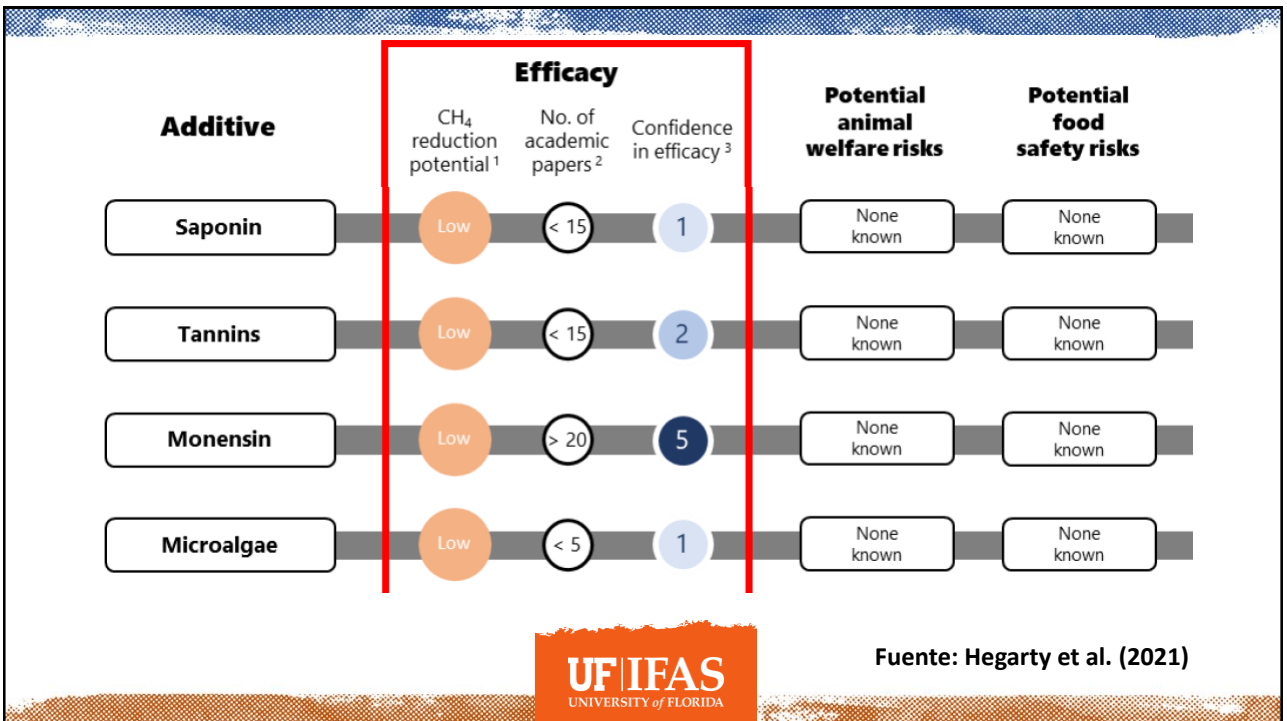 Efficacy
Additive
CH₄
reduction
potential ¹
No. of
academic
papers ²
Confidence
in efficacy ³
Potential
animal
welfare risks
Potential
food
safety risks
Saponin
Low
< 15
1
None
known
None
known
Tannins
Low
< 15
2
None
known
None
known
Monensin
Low
> 20
5
None
known
None
known
Microalgae
Low
< 5
1
None
known
None
known
UF|IFAS
UNIVERSITY of FLORIDA
Fuente: Hegarty et al. (2021)